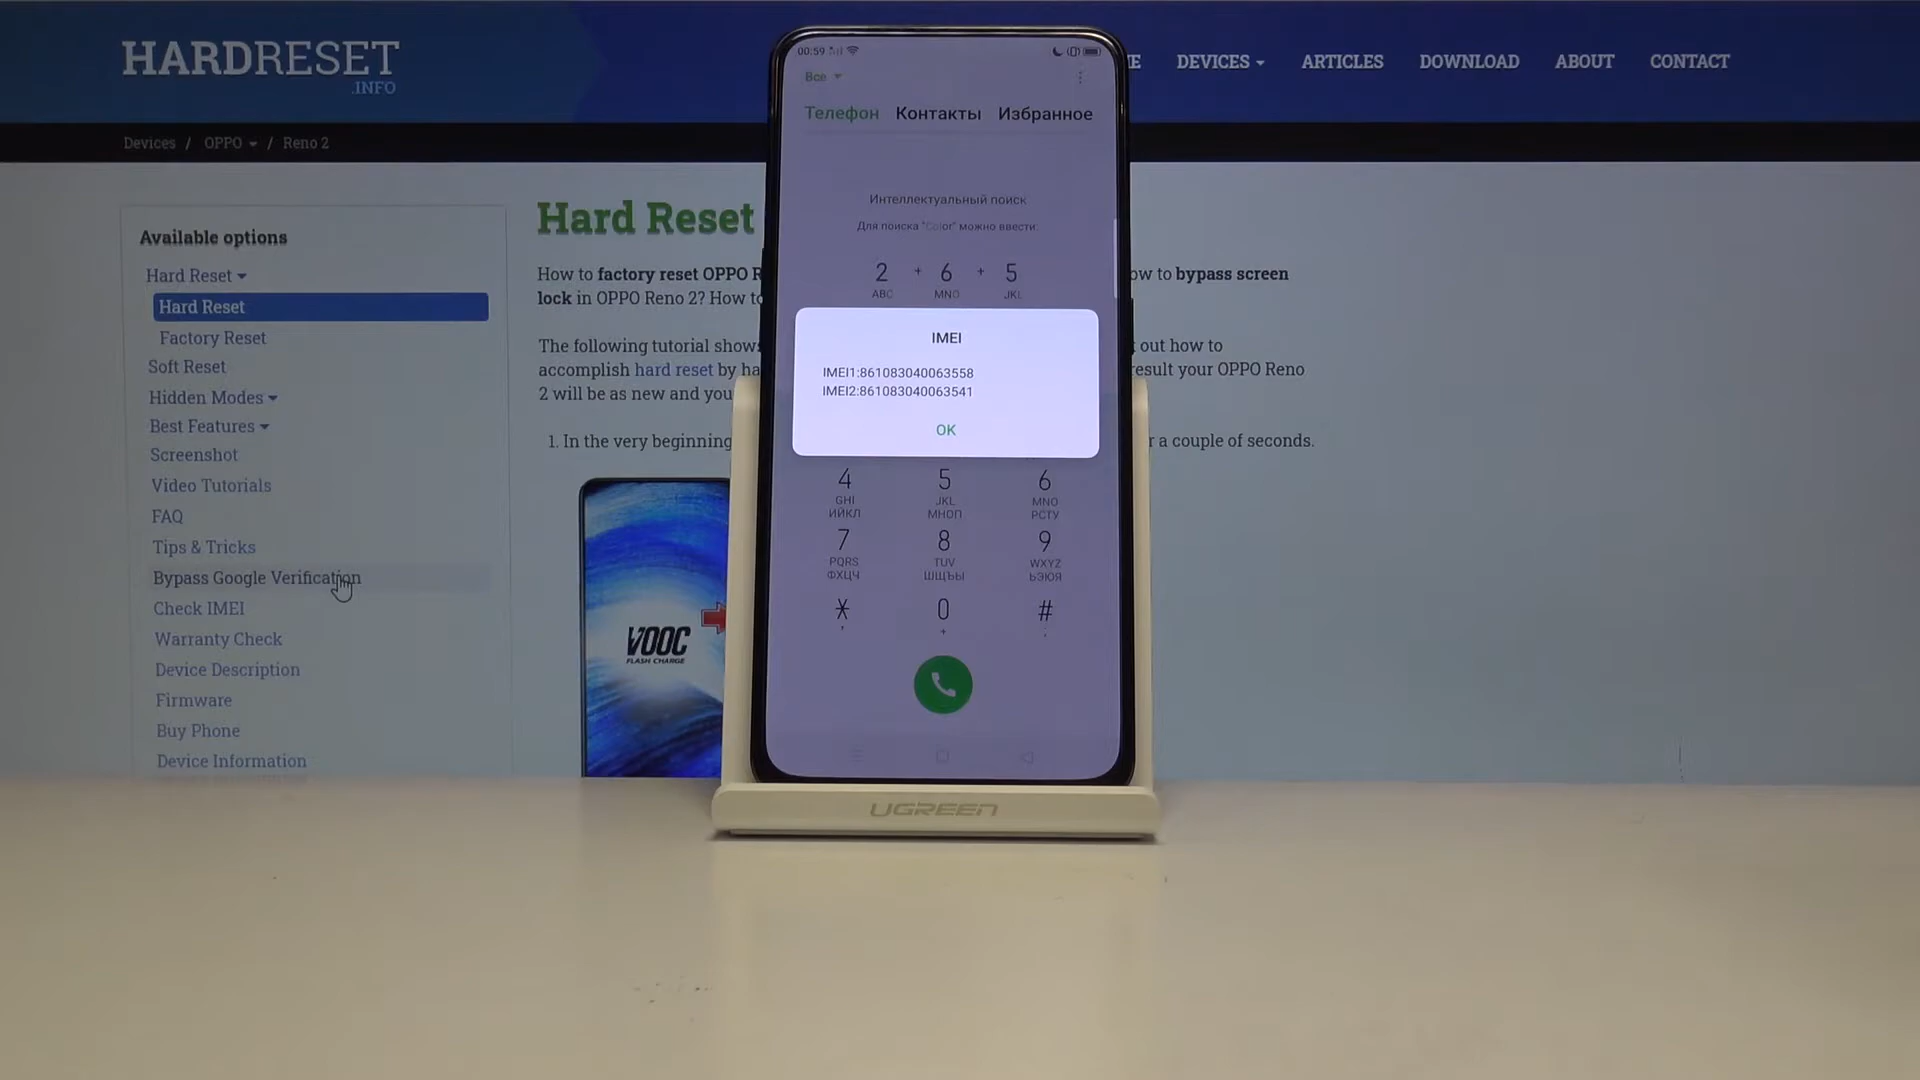 HARDRESET
.INFO
DEVICES
ARTICLES
DOWNLOAD
ABOUT
CONTACT
Devices / OPPO / Reno 2
Available options
Hard Reset
Hard Reset
Factory Reset
Soft Reset
Hidden Modes
Best Features
Screenshot
Video Tutorials
FAQ
Tips & Tricks
Bypass Google Verification
Check IMEI
Warranty Check
Device Description
Firmware
Buy Phone
Device Information
Hard Reset
How to factory reset OPPO R
ow to bypass screen
lock in OPPO Reno 2? How to
The following tutorial shows
out how to
accomplish hard reset by ha
result your OPPO Reno
2 will be as new and you
1. In the very beginning
r a couple of seconds.
VOOC
FLASH CHARGE
00:59
Все
Телефон Контакты Избранное
Интеллектуальный поиск
Для поиска "Color" можно ввести:
2 + 6 + 5
ABC MNO JKL
IMEI
IMEI1:861083040063558
IMEI2:861083040063541
OK
4 5 6
GHI JKL MNO
ИЙКЛ МНОП РСТУ
7 8 9
PQRS TUV WXYZ
ФХЦЧ ШЩЪЫ ЬЭЮЯ
* 0 #
, + ;
UGREEN